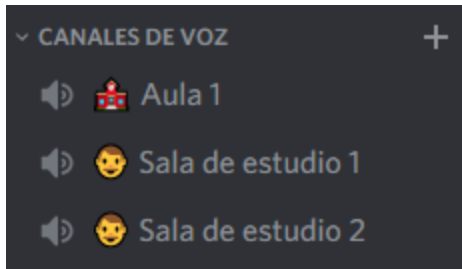 CANALES DE VOZ
Aula 1
Sala de estudio 1
Sala de estudio 2